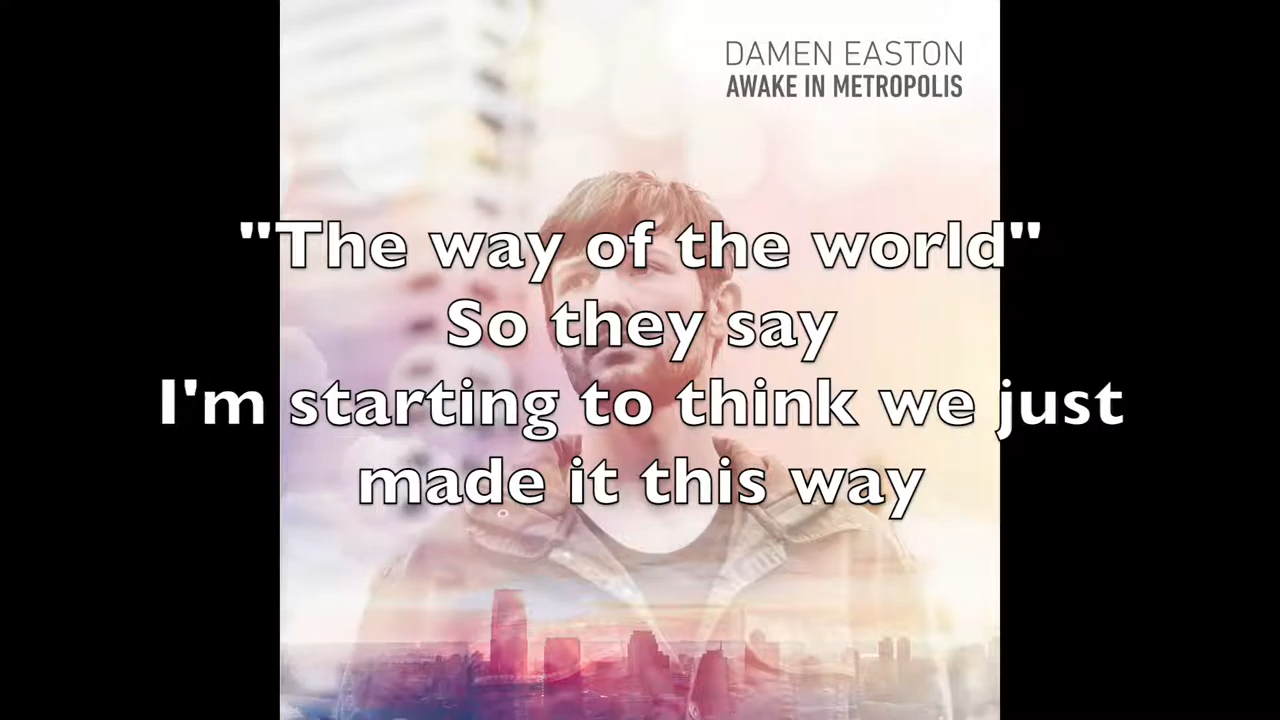 DAMEN EASTON
AWAKE IN METROPOLIS
"The way of the world"
So they say
I'm starting to think we just
made it this way